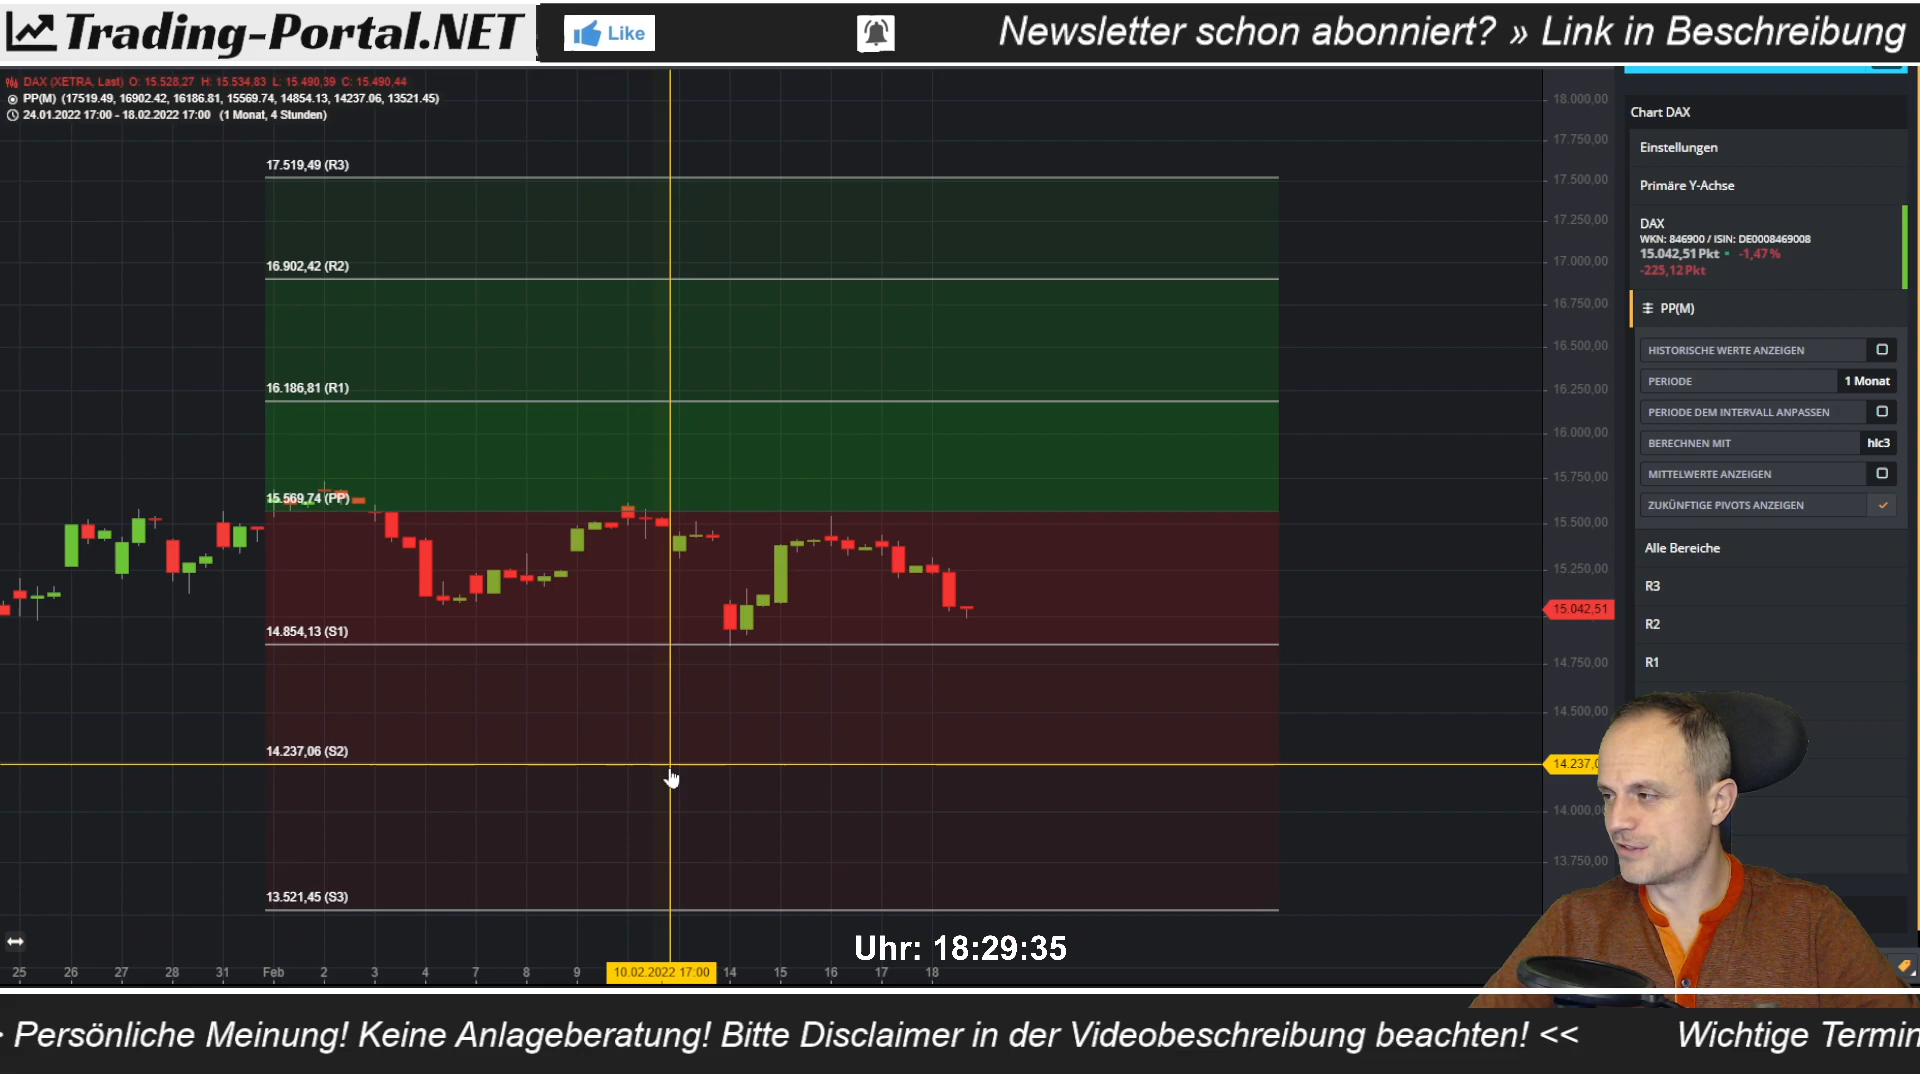 Trading-Portal.NET
Like
Newsletter schon abonniert? » Link in Beschreibung
DAX (XETRA, Last) O: 15.528,27 H: 15.534,83 L: 15.490,39 C: 15.490,44
PP(M) (17519.49, 16902.42, 16186.81, 15569.74, 14854.13, 14237.06, 13521.45)
24.01.2022 17:00 - 18.02.2022 17:00 (1 Monat, 4 Stunden)
17.519,49 (R3)
16.902,42 (R2)
16.186,81 (R1)
15.569,74 (PP)
14.854,13 (S1)
14.237,06 (S2)
13.521,45 (S3)
18.000,00
17.750,00
17.500,00
17.250,00
17.000,00
16.750,00
16.500,00
16.250,00
16.000,00
15.750,00
15.500,00
15.250,00
15.042,51
14.750,00
14.500,00
14.237,0
14.000,00
13.750,00
Chart DAX
Einstellungen
Primäre Y-Achse
DAX
WKN: 846900 / ISIN: DE0008469008
15.042,51 Pkt -1,47 %
-225,12 Pkt
PP(M)
HISTORISCHE WERTE ANZEIGEN
PERIODE 1 Monat
PERIODE DEM INTERVALL ANPASSEN
BERECHNEN MIT hlc3
MITTELWERTE ANZEIGEN
ZUKÜNFTIGE PIVOTS ANZEIGEN
Alle Bereiche
R3
R2
R1
Uhr: 18:29:35
25 26 27 28 31 Feb 2 3 4 7 8 9 10.02.2022 17:00 14 15 16 17 18
Persönliche Meinung! Keine Anlageberatung! Bitte Disclaimer in der Videobeschreibung beachten! << Wichtige Termin